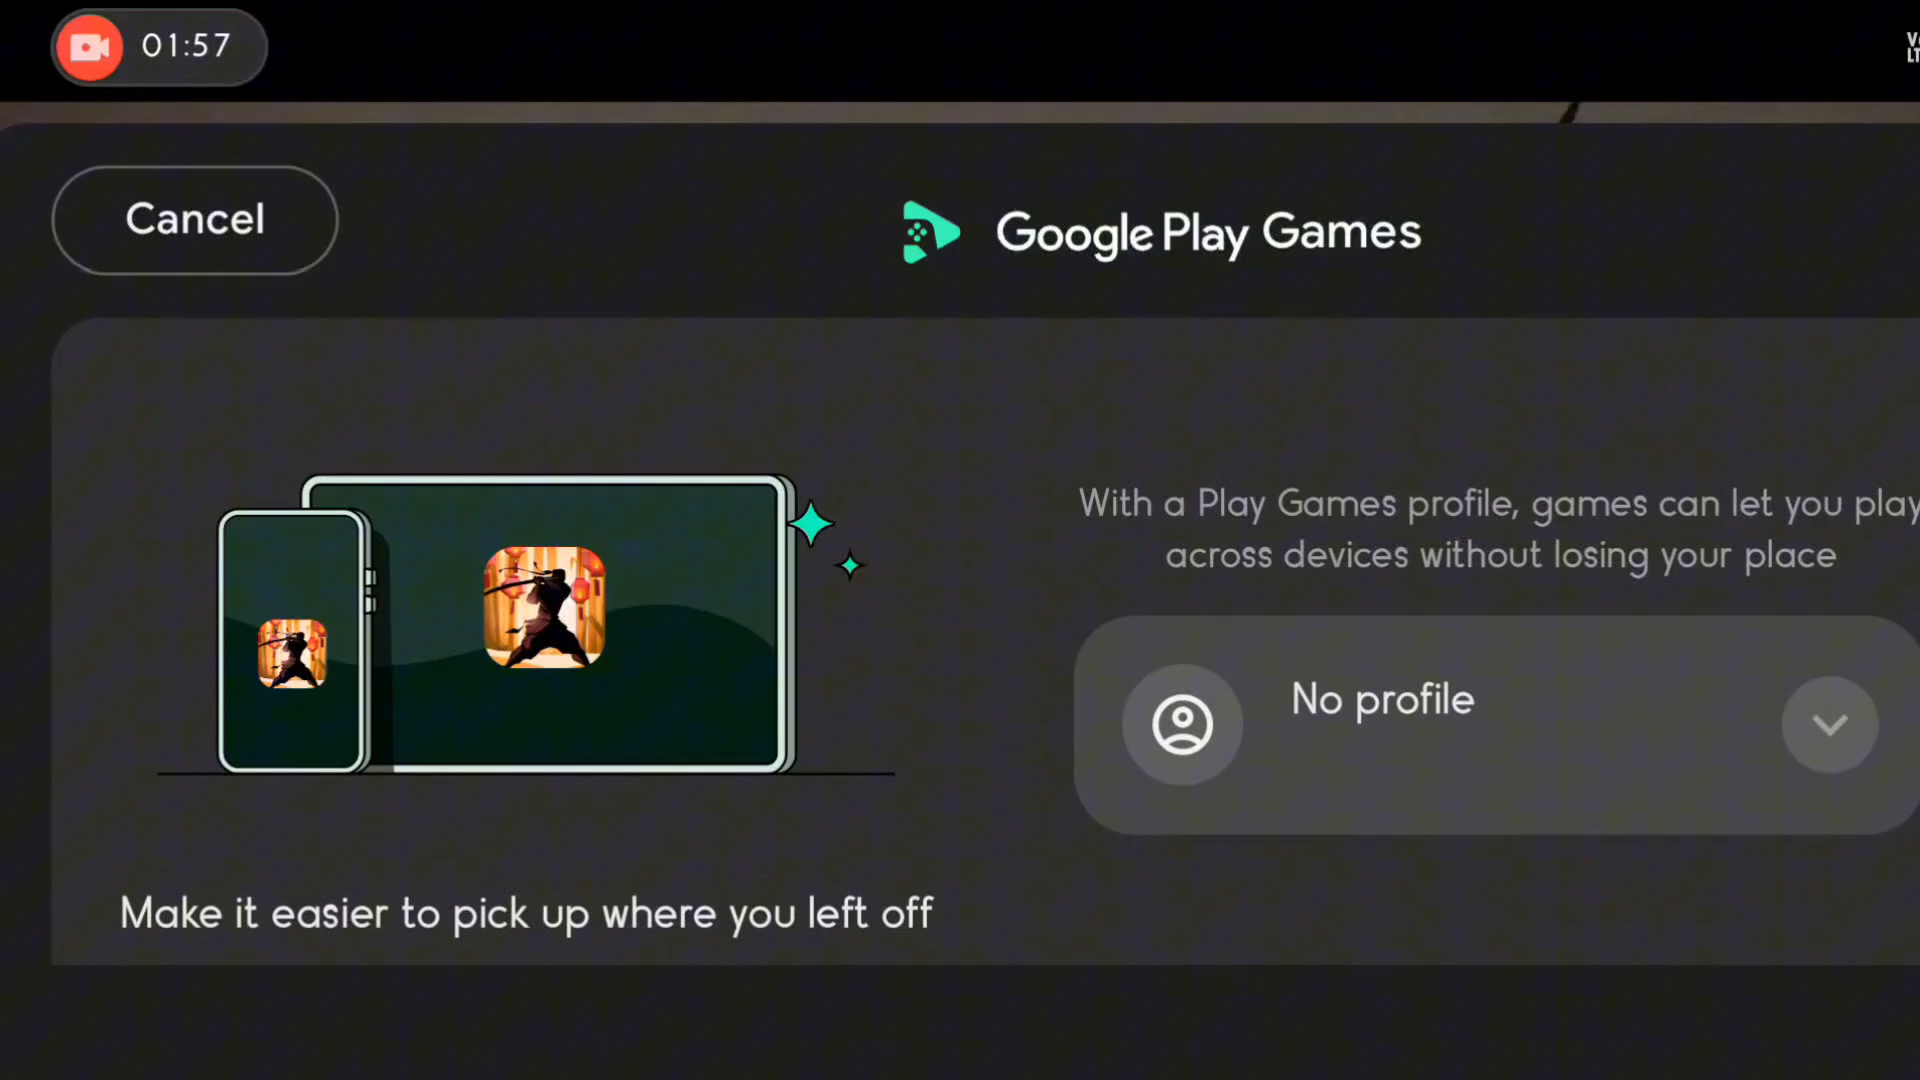 01:57
Cancel
Google Play Games
With a Play Games profile, games can let you play
across devices without losing your place
No profile
Make it easier to pick up where you left off